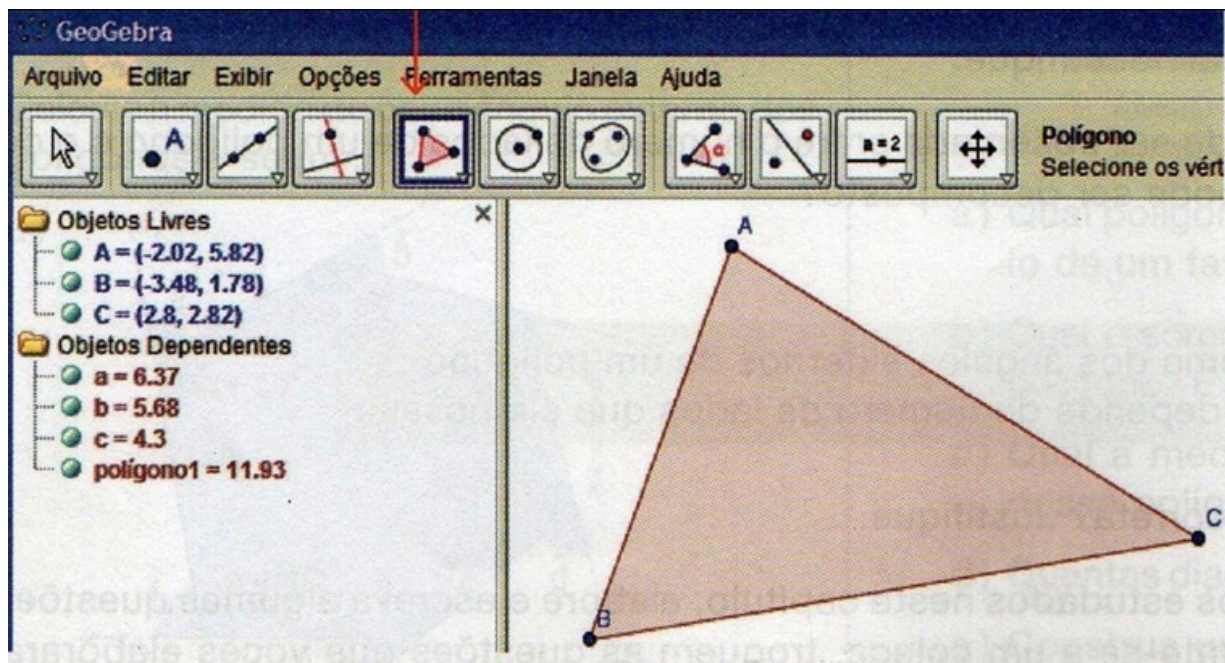 GeoGebra
Arquivo Editar Exibir Opções Ferramentas Janela Ajuda
A
α
a=2
Polígono
Selecione os vért
Objetos Livres
A = (-2.02, 5.82)
B = (-3.48, 1.78)
C = (2.8, 2.82)
Objetos Dependentes
a = 6.37
b = 5.68
c = 4.3
polígono1 = 11.93
A
B
C